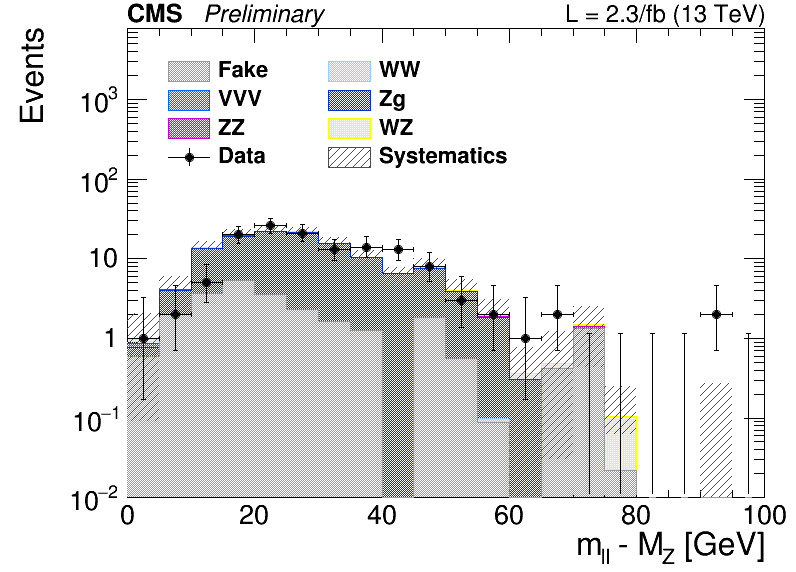 CMS Preliminary L = 2.3/fb (13 TeV)
Events
Fake WW
VVV Zg
ZZ WZ
Data Systematics
10³
10²
10
1
10⁻¹
10⁻²
0 20 40 60 80 100
m_ll - M_Z [GeV]